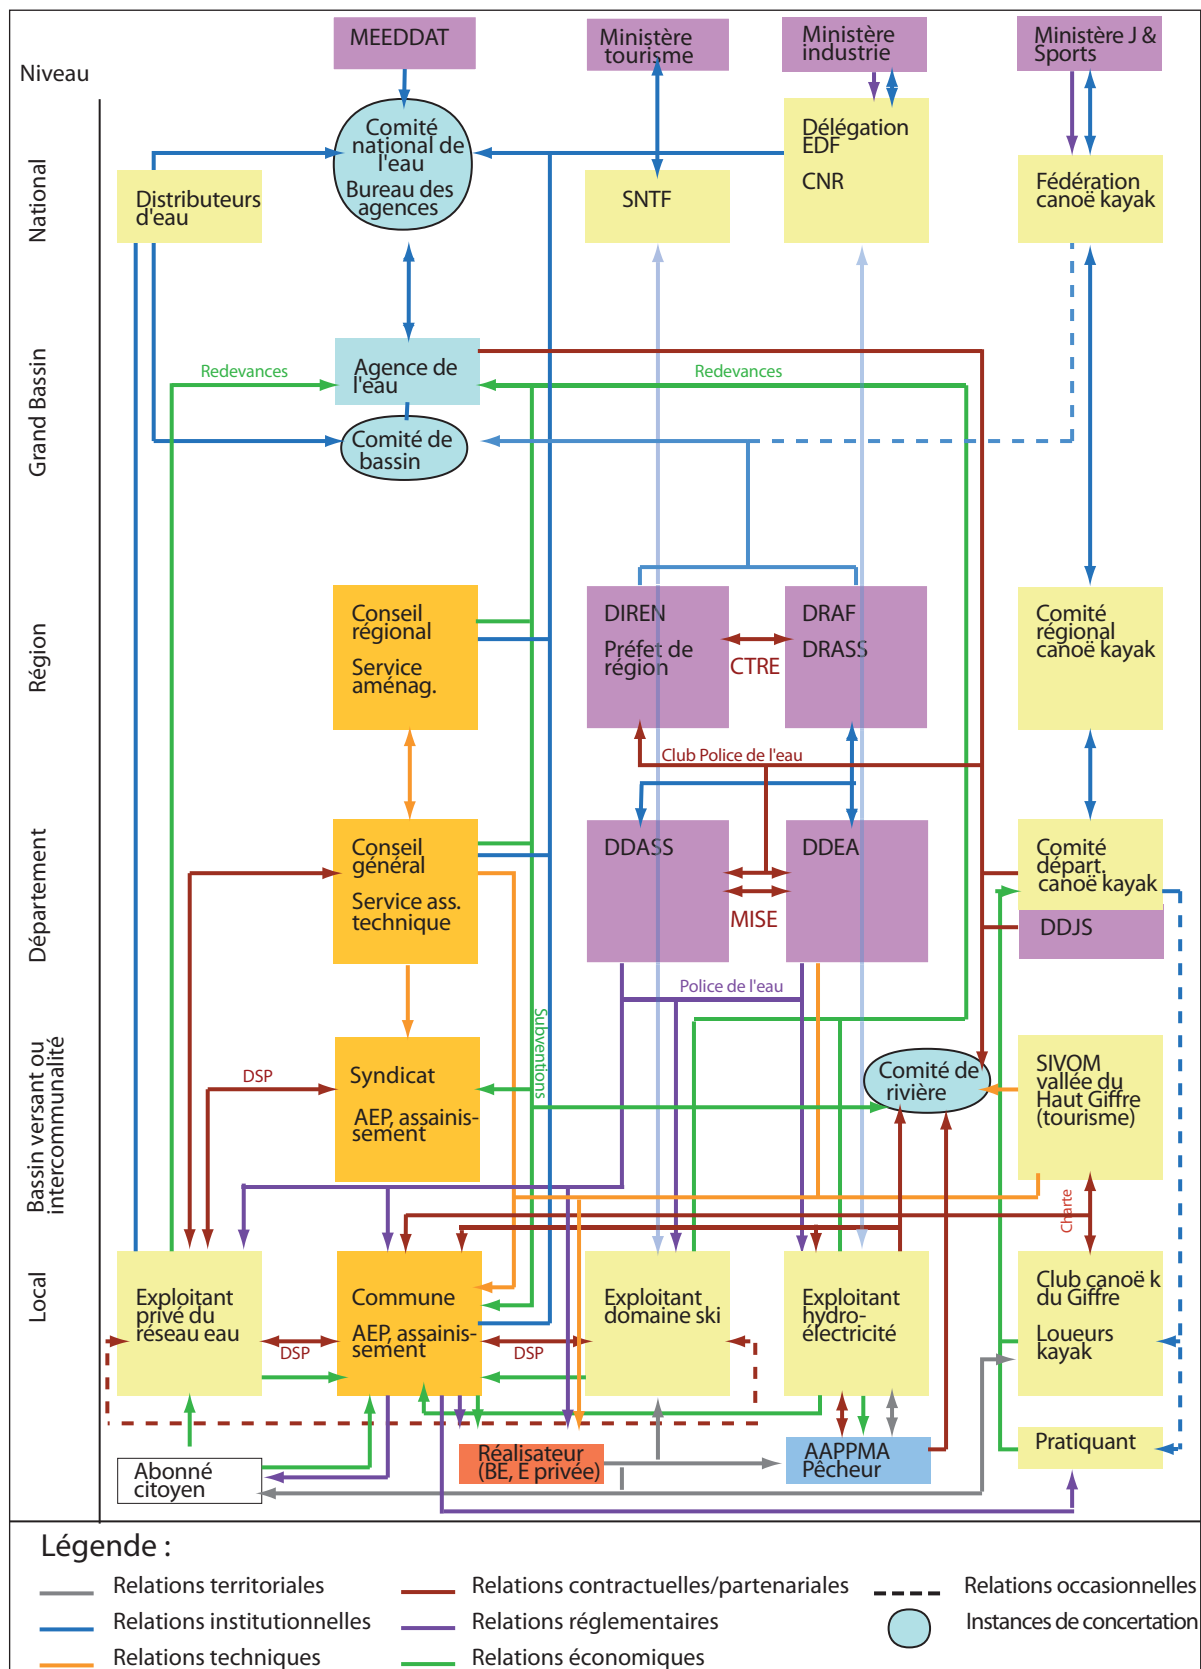 MEEDDAT
Ministère
tourisme
Ministère
industrie
Ministère J &
Sports
Niveau
National
Comité
national de
l'eau
Bureau des
agences
Distributeurs
d'eau
SNTF
Délégation
EDF
CNR
Fédération
canoë kayak
Grand Bassin
Redevances
Agence de
l'eau
Redevances
Comité de
bassin
Région
Conseil
régional
Service
aménag.
DIREN
Préfet de
région
CTRE
DRAF
DRASS
Comité
régional
canoë kayak
Club Police de l'eau
Département
Conseil
général
Service ass.
technique
DDASS
MISE
DDEA
Comité
départ.
canoë kayak
DDJS
Police de l'eau
Subventions
Bassin versant ou
intercommunalité
DSP
Syndicat
AEP, assainis-
sement
Comité de
rivière
SIVOM
vallée du
Haut Giffre
(tourisme)
Charte
Local
Exploitant
privé du
réseau eau
DSP
Commune
AEP, assainis-
sement
DSP
Exploitant
domaine ski
Exploitant
hydro-
électricité
Club canoë k
du Giffre
Loueurs
kayak
Abonné
citoyen
Réalisateur
(BE, E privée)
AAPPMA
Pêcheur
Pratiquant
Légende :
Relations territoriales
Relations institutionnelles
Relations techniques
Relations contractuelles/partenariales
Relations réglementaires
Relations économiques
Relations occasionnelles
Instances de concertation